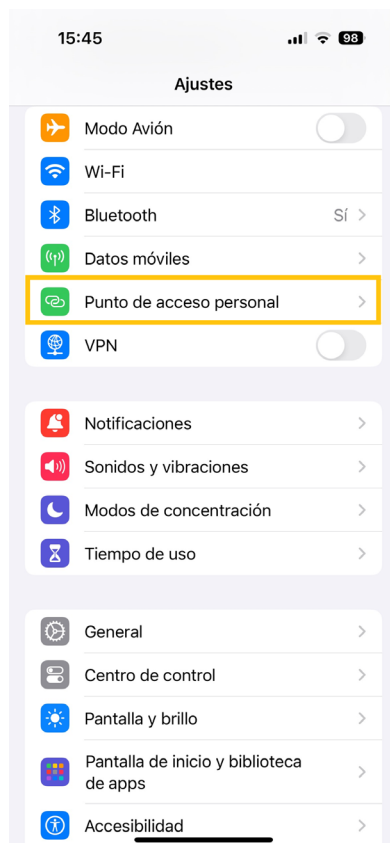 15:45
98
Ajustes
Modo Avión
Wi-Fi
Bluetooth Sí
Datos móviles
Punto de acceso personal
VPN
Notificaciones
Sonidos y vibraciones
Modos de concentración
Tiempo de uso
General
Centro de control
Pantalla y brillo
Pantalla de inicio y biblioteca
de apps
Accesibilidad